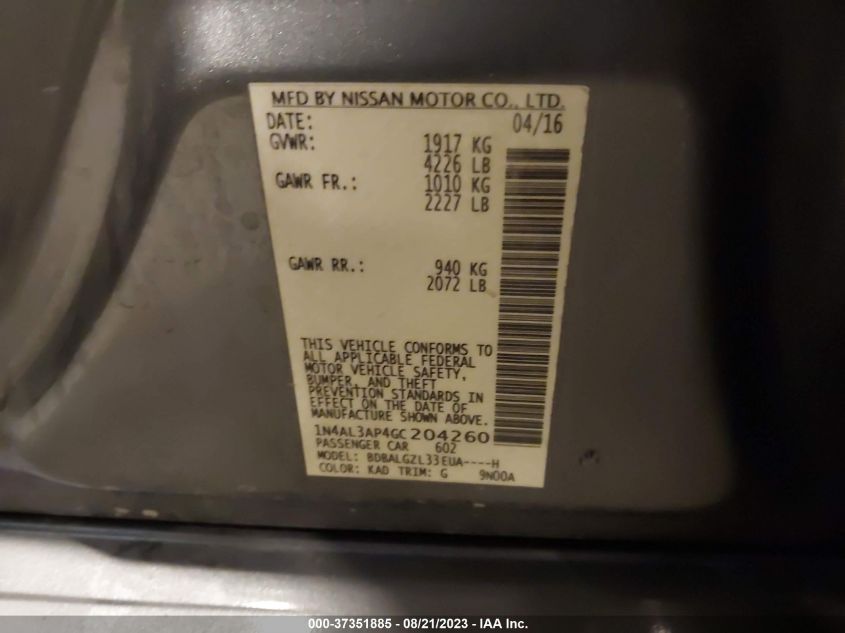 MFD BY NISSAN MOTOR CO., LTD.
DATE: 04/16
GVWR: 1917 KG
4226 LB
GAWR FR.: 1010 KG
2227 LB
GAWR RR.: 940 KG
2072 LB
THIS VEHICLE CONFORMS TO
ALL APPLICABLE FEDERAL
MOTOR VEHICLE SAFETY,
BUMPER, AND THEFT
PREVENTION STANDARDS IN
EFFECT ON THE DATE OF
MANUFACTURE SHOWN ABOVE.
1N4AL3AP4GC204260
PASSENGER CAR 602
MODEL: BDBALGZL33EUA----H
COLOR: KAD TRIM: G 9N00A
000-37351885 - 08/21/2023 - IAA Inc.